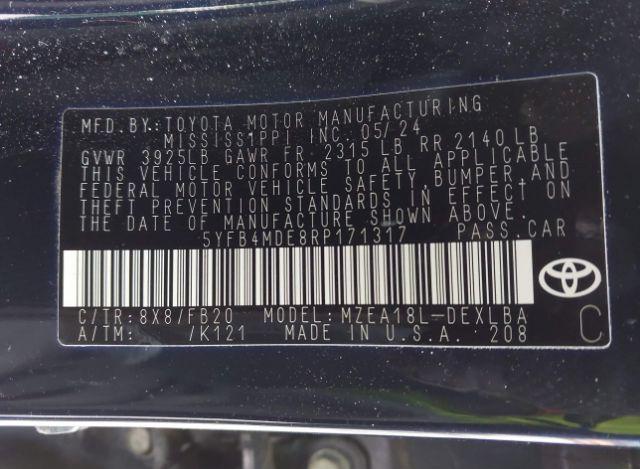 MFD.BY:TOYOTA MOTOR MANUFACTURING
MISSISSIPPI, INC. 05/24
GVWR 3925LB GAWR FR. 2315 LB RR 2140 LB
THIS VEHICLE CONFORMS TO ALL APPLICABLE
FEDERAL MOTOR VEHICLE SAFETY, BUMPER, AND
THEFT PREVENTION STANDARDS IN EFFECT ON
THE DATE OF MANUFACTURE SHOWN ABOVE.
5YFB4MDE8RP171317 PASS.CAR
C/TR:8X8/FB20 MODEL:MZEA18L-DEXLBA
A/TM: /K121 MADE IN U.S.A. 208
C